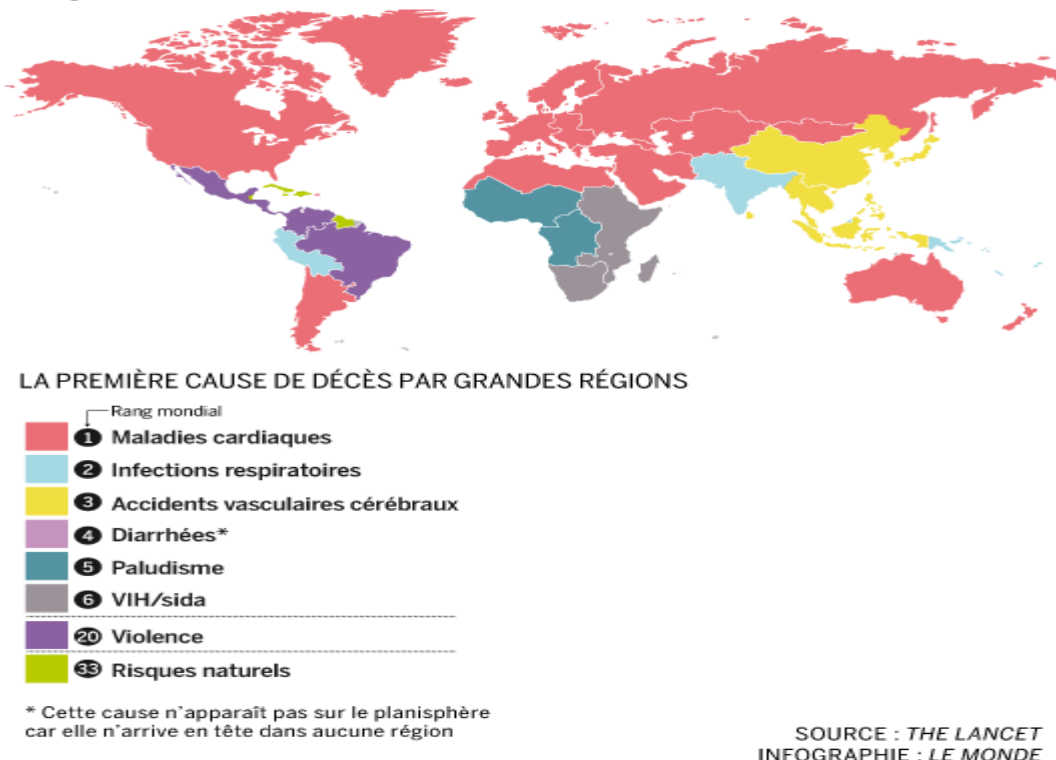 LA PREMIÈRE CAUSE DE DÉCÈS PAR GRANDES RÉGIONS
Rang mondial
1 Maladies cardiaques
2 Infections respiratoires
3 Accidents vasculaires cérébraux
4 Diarrhées*
5 Paludisme
6 VIH/sida
20 Violence
33 Risques naturels
* Cette cause n'apparaît pas sur le planisphère
car elle n'arrive en tête dans aucune région
SOURCE : THE LANCET
INFOGRAPHIE : LE MONDE